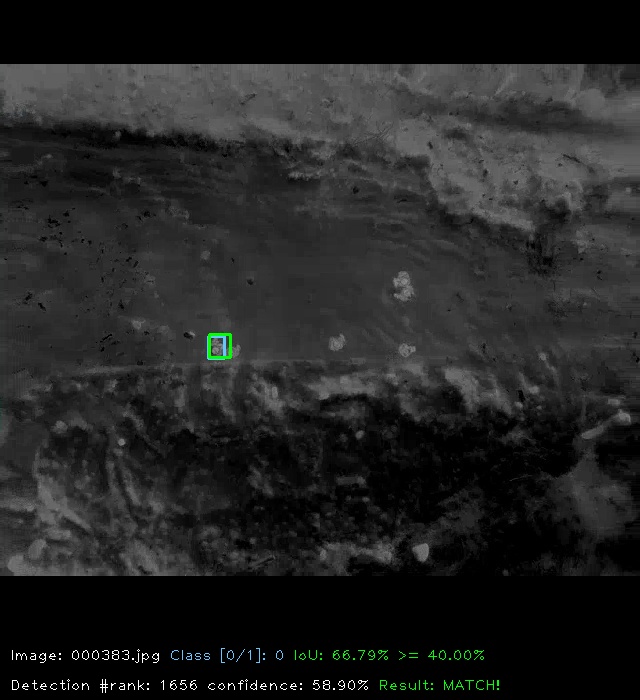 Image: 000383.jpg Class [0/1]: 0 IoU: 66.79% >= 40.00%
Detection #rank: 1656 confidence: 58.90% Result: MATCH!